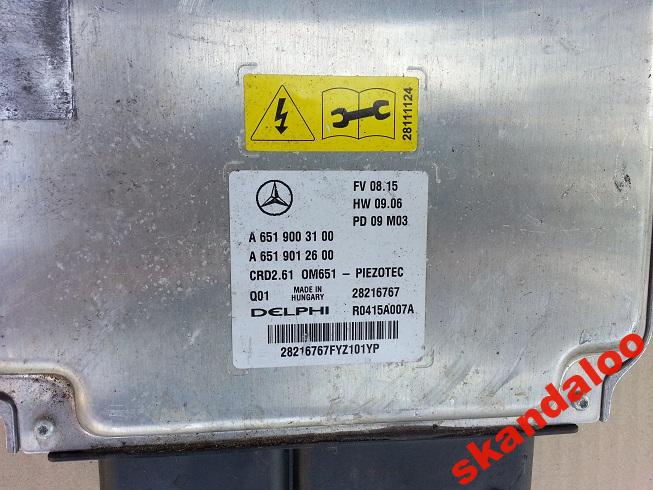 28111124
FV 08.15
HW 09.06
PD 09 M03
A 651 900 31 00
A 651 901 26 00
CRD2.61 OM651 - PIEZOTEC
Q01 MADE IN HUNGARY 28216767
DELPHI R0415A007A
28216767FYZ101YP
skandaloo